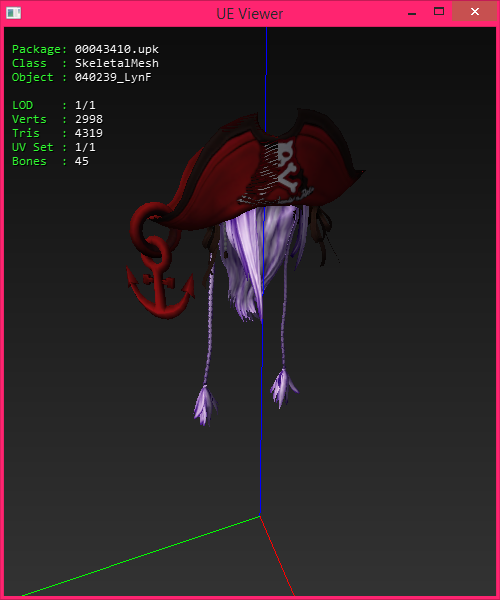 UE Viewer
Package: 00043410.upk
Class : SkeletalMesh
Object : 040239_LynF
LOD : 1/1
Verts : 2998
Tris : 4319
UV Set : 1/1
Bones : 45